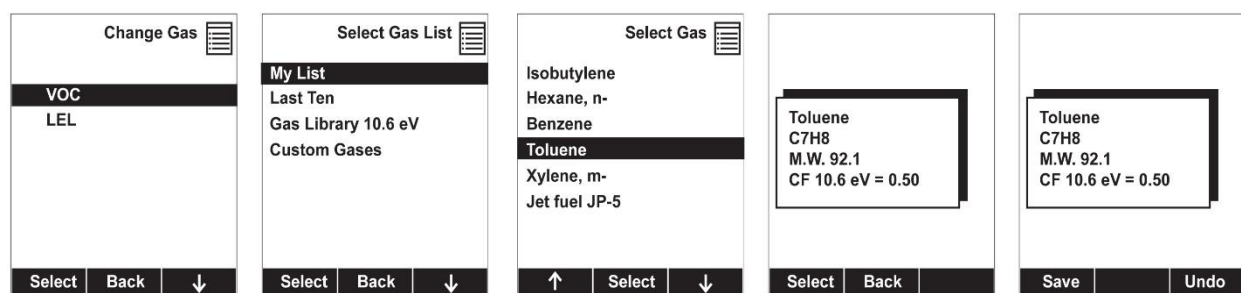 Change Gas
VOC
LEL
Select Back ↓
Select Gas List
My List
Last Ten
Gas Library 10.6 eV
Custom Gases
Select Back ↓
Select Gas
Isobutylene
Hexane, n-
Benzene
Toluene
Xylene, m-
Jet fuel JP-5
↑ Select ↓
Toluene
C7H8
M.W. 92.1
CF 10.6 eV = 0.50
Select Back
Toluene
C7H8
M.W. 92.1
CF 10.6 eV = 0.50
Save Undo